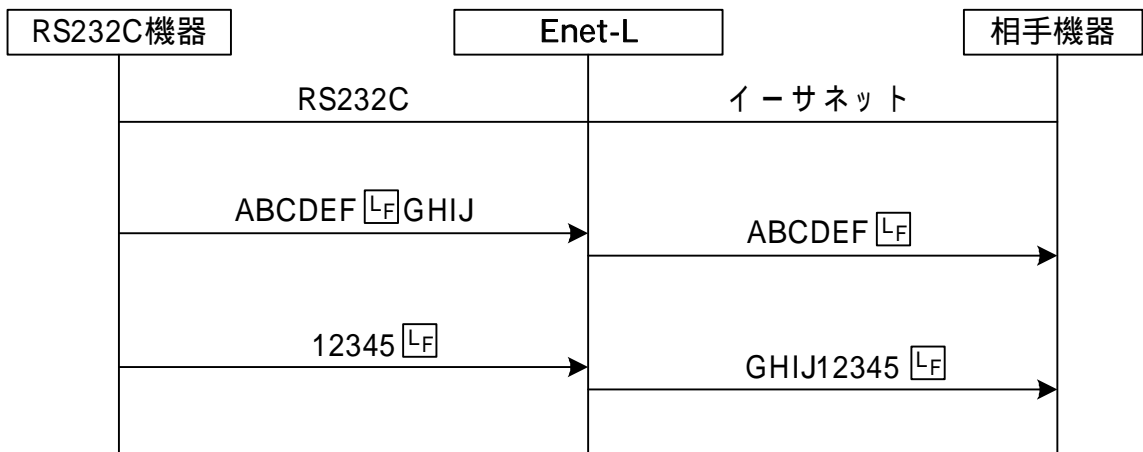 RS232C機器 Enet-L 相手機器
RS232C イーサネット
ABCDEF LF GHIJ
ABCDEF LF
12345 LF
GHIJ12345 LF